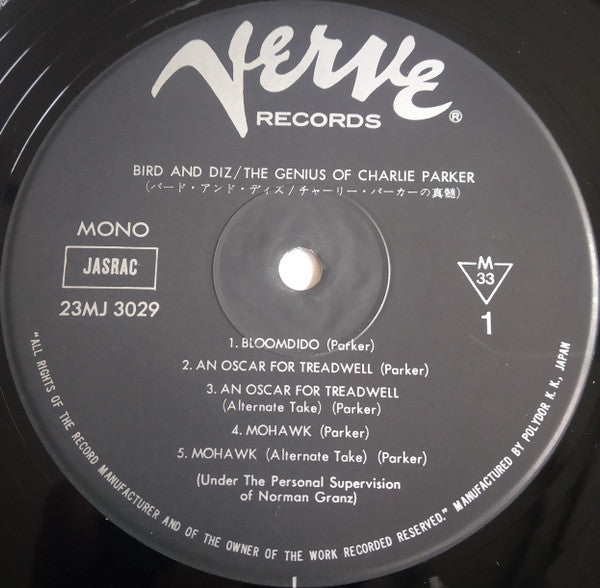 Verve
RECORDS ®
BIRD AND DIZ/THE GENIUS OF CHARLIE PARKER
(バード・アンド・ディズ/チャーリー・パーカーの真髄)
MONO
JASRAC
23MJ 3029
M
33
1
1. BLOOMDIDO (Parker)
2. AN OSCAR FOR TREADWELL (Parker)
3. AN OSCAR FOR TREADWELL
(Alternate Take) (Parker)
4. MOHAWK (Parker)
5. MOHAWK (Alternate Take) (Parker)
(Under The Personal Supervision
of Norman Granz)
"ALL RIGHTS OF THE RECORD MANUFACTURER AND OF THE OWNER OF THE WORK RECORDED RESERVED." MANUFACTURED BY POLYDOR K. K., JAPAN